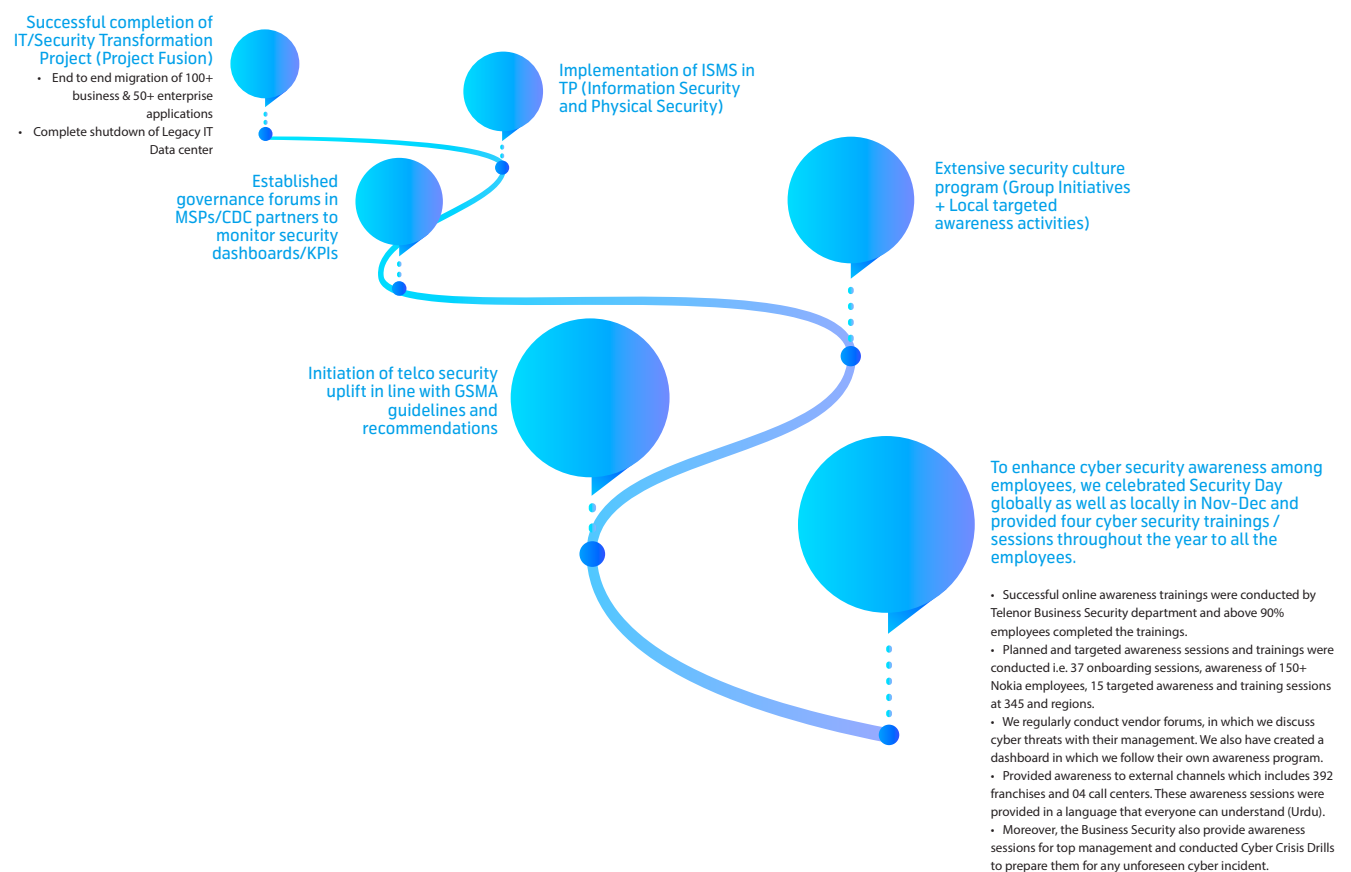 Successful completion of
IT/Security Transformation
Project (Project Fusion)
• End to end migration of 100+
business & 50+ enterprise
applications
• Complete shutdown of Legacy IT
Data center
Implementation of ISMS in
TP (Information Security
and Physical Security)
Established
governance forums in
MSPs/CDC partners to
monitor security
dashboards/KPIs
Extensive security culture
program (Group Initiatives
+ Local targeted
awareness activities)
Initiation of telco security
uplift in line with GSMA
guidelines and
recommendations
To enhance cyber security awareness among
employees, we celebrated Security Day
globally as well as locally in Nov-Dec and
provided four cyber security trainings /
sessions throughout the year to all the
employees.
• Successful online awareness trainings were conducted by
Telenor Business Security department and above 90%
employees completed the trainings.
• Planned and targeted awareness sessions and trainings were
conducted i.e. 37 onboarding sessions, awareness of 150+
Nokia employees, 15 targeted awareness and training sessions
at 345 and regions.
• We regularly conduct vendor forums, in which we discuss
cyber threats with their management. We also have created a
dashboard in which we follow their own awareness program.
• Provided awareness to external channels which includes 392
franchises and 04 call centers. These awareness sessions were
provided in a language that everyone can understand (Urdu).
• Moreover, the Business Security also provide awareness
sessions for top management and conducted Cyber Crisis Drills
to prepare them for any unforeseen cyber incident.